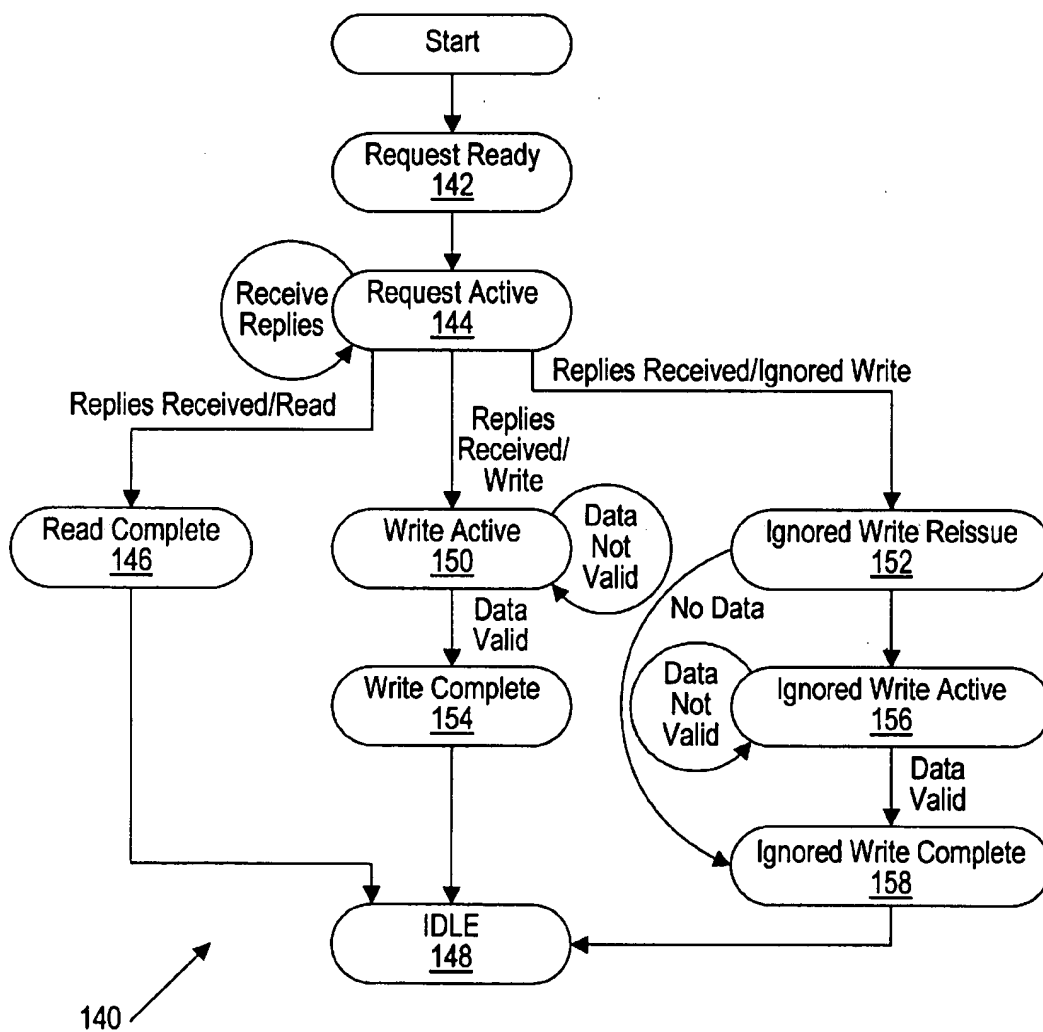 Start
Request Ready
142
Receive
Replies
Request Active
144
Replies Received/Ignored Write
Replies Received/Read
Replies
Received/
Write
Read Complete
146
Write Active
150
Data
Not
Valid
Ignored Write Reissue
152
Data
Valid
No Data
Write Complete
154
Data
Not
Valid
Ignored Write Active
156
Data
Valid
Ignored Write Complete
158
IDLE
148
140